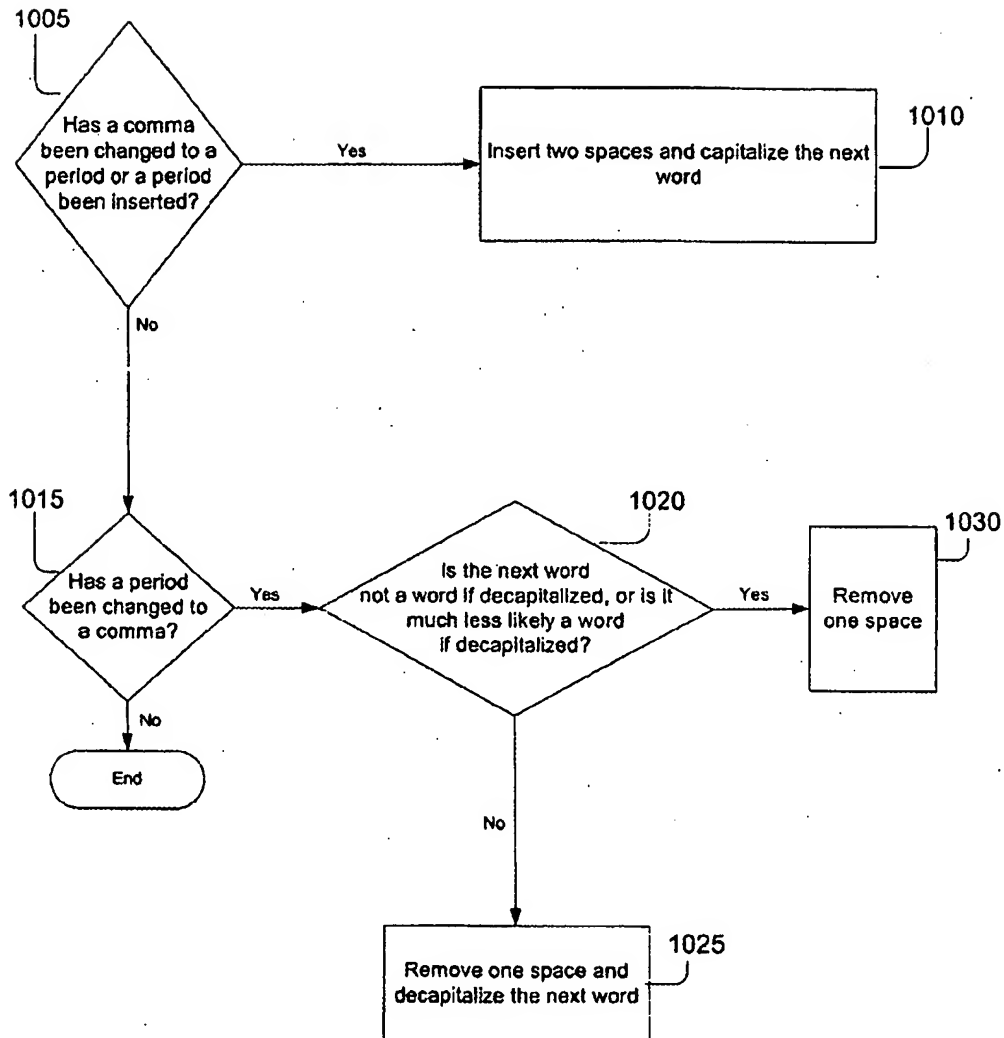 1005
Has a comma
been changed to a
period or a period
been inserted?
Yes
Insert two spaces and capitalize the next
word
1010
No
1015
Has a period
been changed to
a comma?
Yes
1020
Is the next word
not a word if decapitalized, or is it
much less likely a word
if decapitalized?
Yes
1030
Remove
one space
No
End
No
1025
Remove one space and
decapitalize the next word